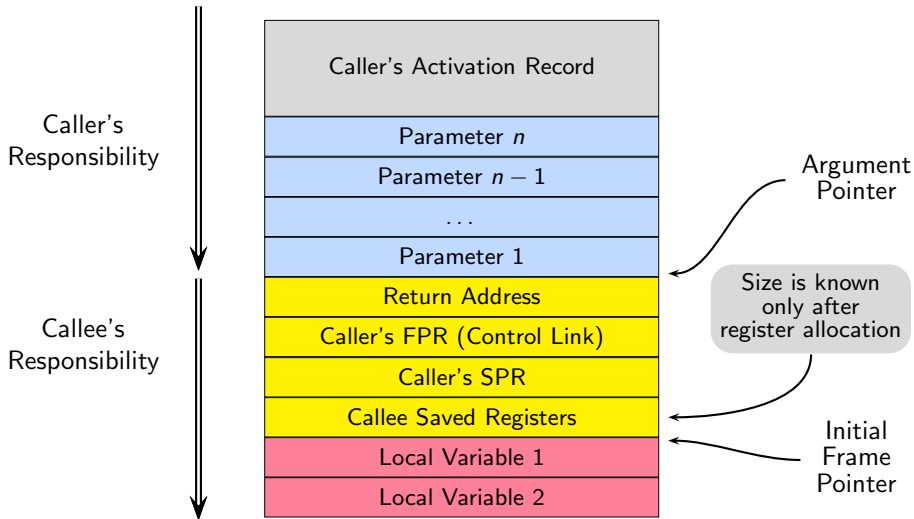 Caller's Activation Record
Caller's
Responsibility
Parameter n
Parameter n − 1
. . .
Parameter 1
Argument
Pointer
Callee's
Responsibility
Return Address
Caller's FPR (Control Link)
Caller's SPR
Callee Saved Registers
Size is known
only after
register allocation
Local Variable 1
Local Variable 2
Initial
Frame
Pointer